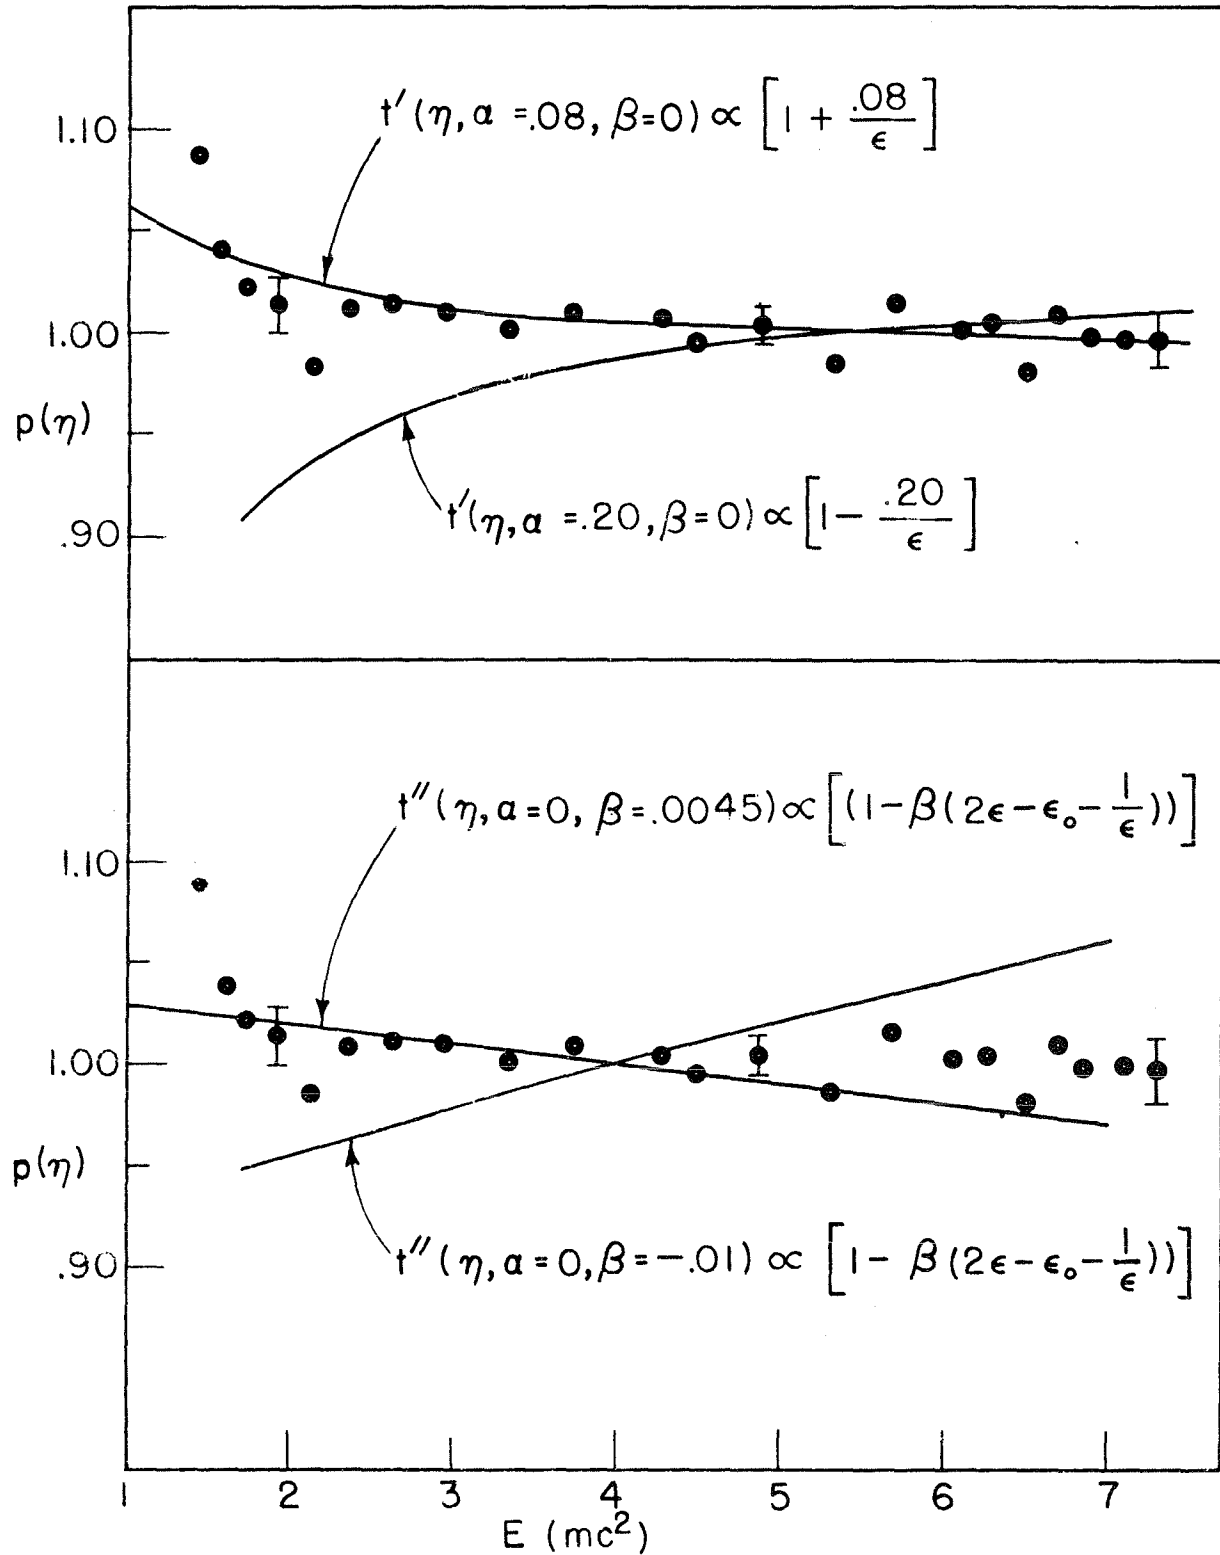 t′(η, α =.08, β=0) ∝ [1 + .08/ϵ]
1.10
1.00
p(η)
t′(η, α =.20, β=0) ∝ [1 − .20/ϵ]
.90
t″(η, α=0, β=.0045) ∝ [(1−β(2ϵ−ϵ₀−1/ϵ))]
1.10
1.00
p(η)
t″(η, α=0, β=−.01) ∝ [1− β(2ϵ−ϵ₀−1/ϵ))]
.90
1 2 3 4 5 6 7
E (mc²)